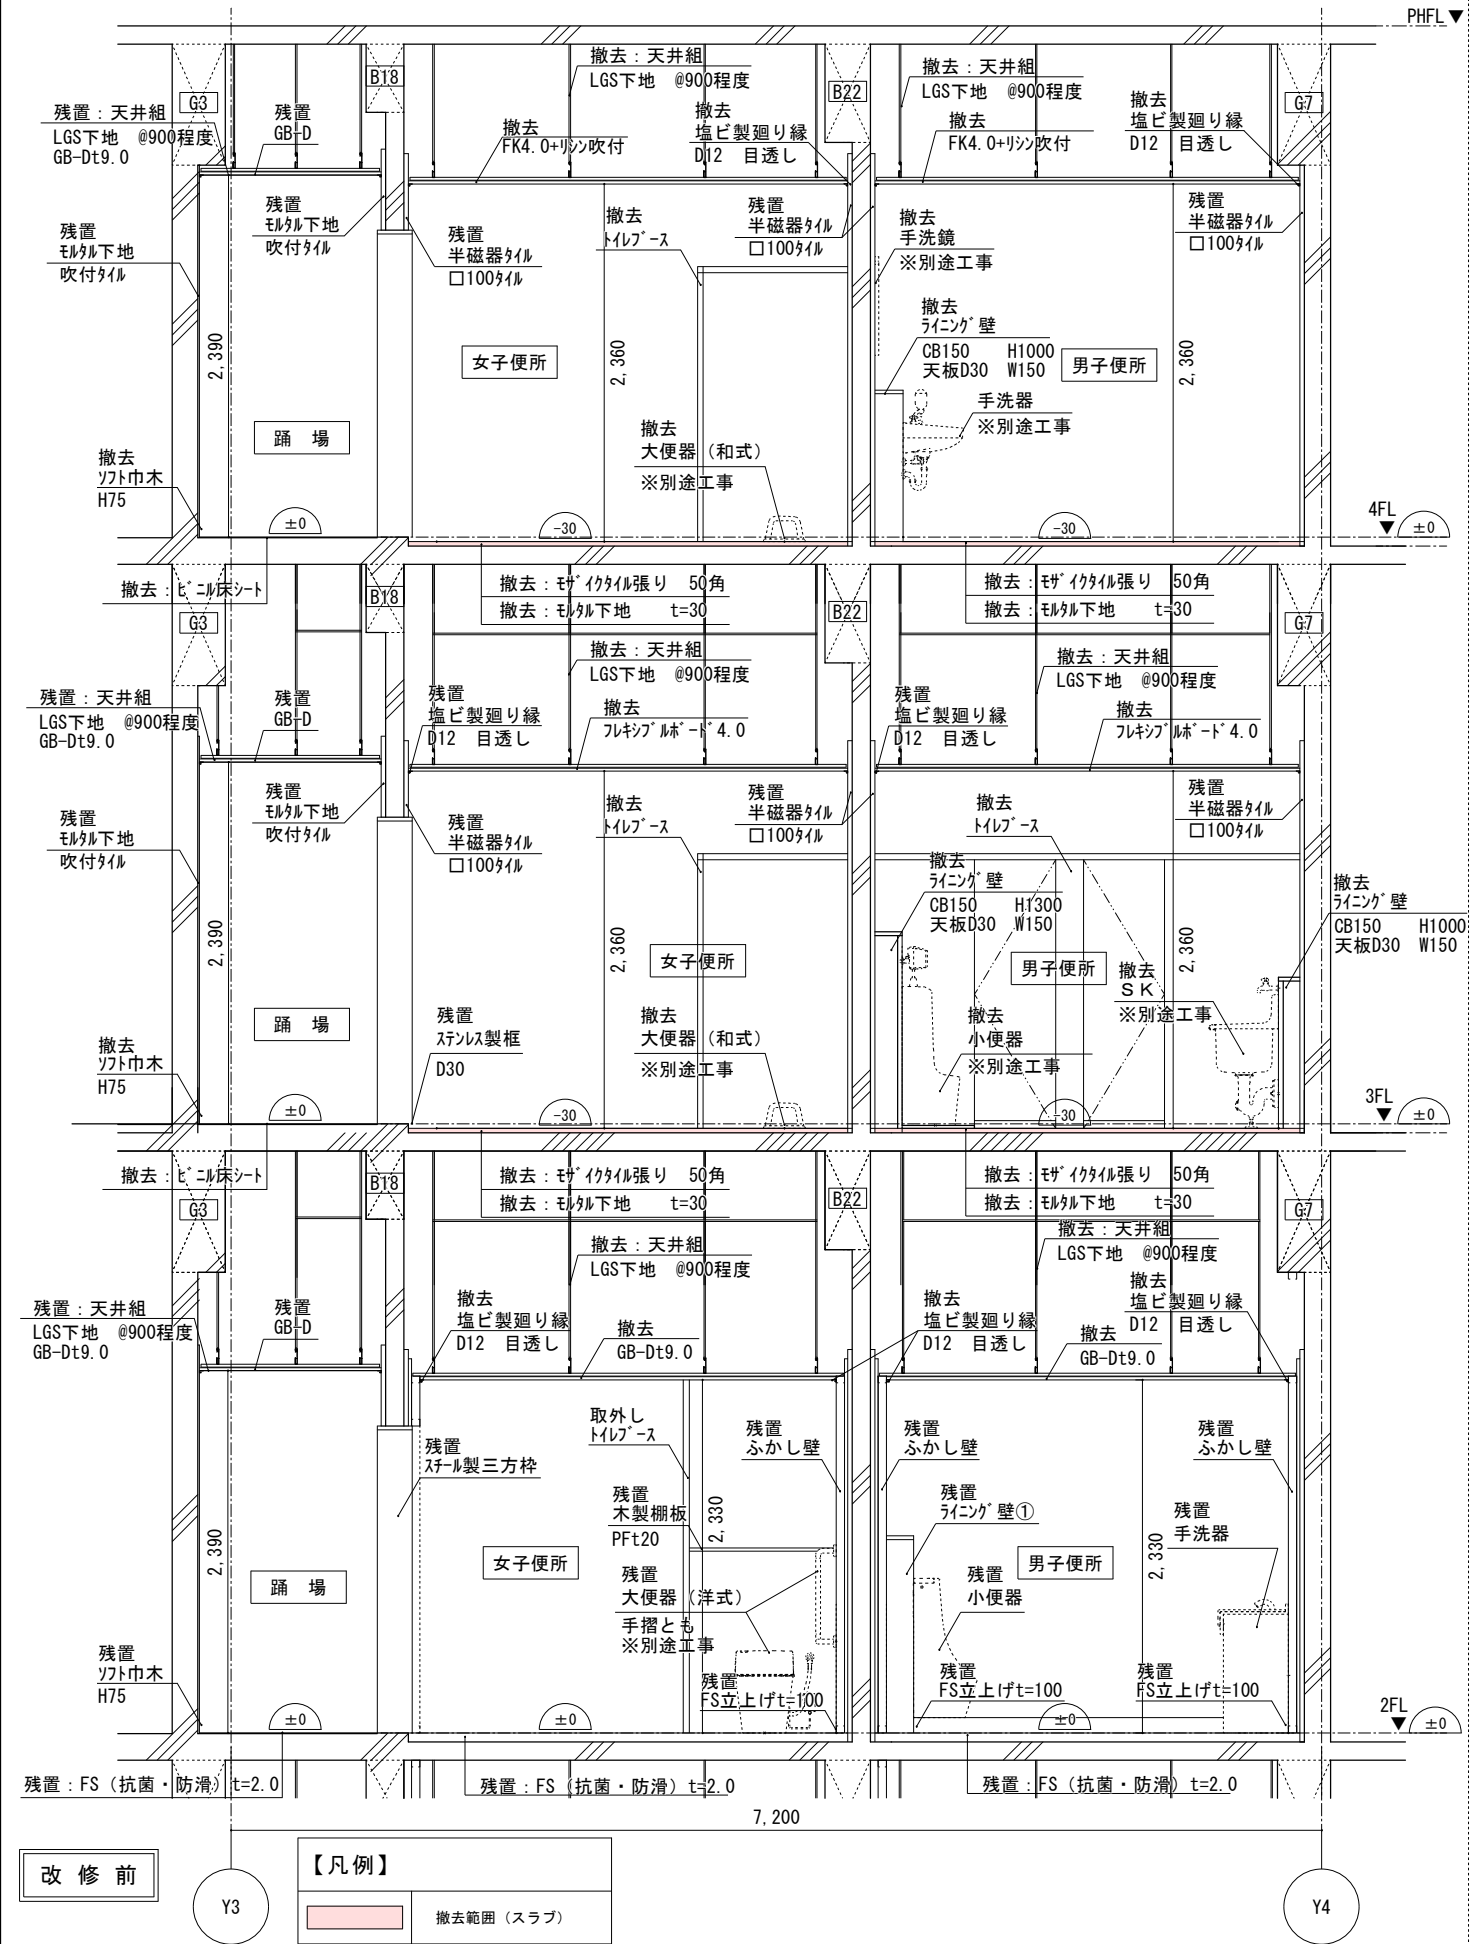 PHFL▼
G3
B18
撤去：天井組
LGS下地　@900程度
B22
撤去：天井組
LGS下地　@900程度
G7
残置：天井組
LGS下地　@900程度
GB-Dt9.0
残置
GB-D
撤去
FK4.0+ﾘｼﾝ吹付
撤去
塩ビ製廻り縁
D12　目透し
撤去
FK4.0+ﾘｼﾝ吹付
撤去
塩ビ製廻り縁
D12　目透し
残置
ﾓﾙﾀﾙ下地
吹付ﾀｲﾙ
残置
ﾓﾙﾀﾙ下地
吹付ﾀｲﾙ
残置
半磁器ﾀｲﾙ
□100ﾀｲﾙ
撤去
ﾄｲﾚﾌﾞｰｽ
残置
半磁器ﾀｲﾙ
□100ﾀｲﾙ
撤去
手洗鏡
※別途工事
残置
半磁器ﾀｲﾙ
□100ﾀｲﾙ
撤去
ﾗｲﾆﾝｸﾞ壁
CB150　H1000
天板D30　W150
2,390
女子便所
2,360
男子便所
2,360
手洗器
※別途工事
踊　場
撤去
大便器（和式）
※別途工事
撤去
ｿﾌﾄ巾木
H75
±0
-30
-30
4FL
▼
±0
撤去：ﾋﾞﾆﾙ床ｼｰﾄ
撤去：ﾓｻﾞｲｸﾀｲﾙ張り　50角
撤去：ﾓﾙﾀﾙ下地　t=30
撤去：ﾓｻﾞｲｸﾀｲﾙ張り　50角
撤去：ﾓﾙﾀﾙ下地　t=30
G3
B18
B22
G7
撤去：天井組
LGS下地　@900程度
撤去：天井組
LGS下地　@900程度
残置：天井組
LGS下地　@900程度
GB-Dt9.0
残置
GB-D
残置
塩ビ製廻り縁
D12　目透し
撤去
ﾌﾚｷｼﾌﾞﾙﾎﾞｰﾄﾞ4.0
残置
塩ビ製廻り縁
D12　目透し
撤去
ﾌﾚｷｼﾌﾞﾙﾎﾞｰﾄﾞ4.0
残置
ﾓﾙﾀﾙ下地
吹付ﾀｲﾙ
残置
ﾓﾙﾀﾙ下地
吹付ﾀｲﾙ
残置
半磁器ﾀｲﾙ
□100ﾀｲﾙ
撤去
ﾄｲﾚﾌﾞｰｽ
残置
半磁器ﾀｲﾙ
□100ﾀｲﾙ
撤去
ﾄｲﾚﾌﾞｰｽ
残置
半磁器ﾀｲﾙ
□100ﾀｲﾙ
撤去
ﾗｲﾆﾝｸﾞ壁
CB150　H1300
天板D30　W150
撤去
ﾗｲﾆﾝｸﾞ壁
CB150　H1000
天板D30　W150
2,390
2,360
女子便所
男子便所
2,360
踊　場
残置
ｽﾃﾝﾚｽ製框
D30
撤去
大便器（和式）
※別途工事
撤去
小便器
※別途工事
撤去
ＳＫ
※別途工事
撤去
ｿﾌﾄ巾木
H75
±0
-30
-30
3FL
▼
±0
撤去：ﾋﾞﾆﾙ床ｼｰﾄ
撤去：ﾓｻﾞｲｸﾀｲﾙ張り　50角
撤去：ﾓﾙﾀﾙ下地　t=30
撤去：ﾓｻﾞｲｸﾀｲﾙ張り　50角
撤去：ﾓﾙﾀﾙ下地　t=30
G3
B18
B22
G7
撤去：天井組
LGS下地　@900程度
撤去：天井組
LGS下地　@900程度
残置：天井組
LGS下地　@900程度
GB-Dt9.0
残置
GB-D
撤去
塩ビ製廻り縁
D12　目透し
撤去
GB-Dt9.0
撤去
塩ビ製廻り縁
D12　目透し
撤去
GB-Dt9.0
撤去
塩ビ製廻り縁
D12　目透し
残置
ｽﾁｰﾙ製三方枠
取外し
ﾄｲﾚﾌﾞｰｽ
残置
ふかし壁
残置
ふかし壁
残置
ふかし壁
残置
木製棚板
PFt20
2,330
残置
ﾗｲﾆﾝｸﾞ壁①
残置
手洗器
2,390
女子便所
男子便所
2,330
踊　場
残置
大便器（洋式）
手摺とも
※別途工事
残置
小便器
残置
ｿﾌﾄ巾木
H75
残置
FS立上げt=100
残置
FS立上げt=100
残置
FS立上げt=100
±0
±0
±0
2FL
▼
±0
残置：FS（抗菌・防滑）t=2.0
残置：FS（抗菌・防滑）t=2.0
残置：FS（抗菌・防滑）t=2.0
7,200
改 修 前
Y3
【凡例】
撤去範囲（スラブ）
Y4